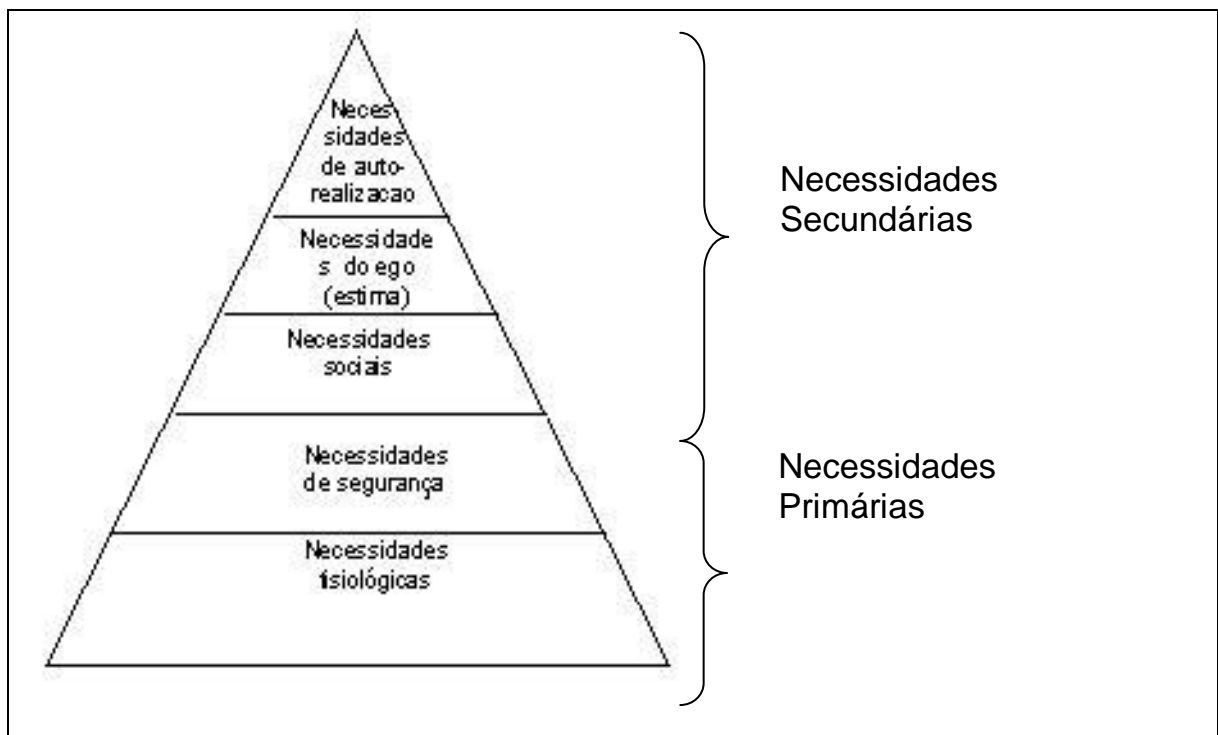 Neces-
sidades
de auto-
realizacao
Necessidade
s do ego
(estima)
Necessidades
sociais
Necessidades
de segurança
Necessidades
fisiológicas
Necessidades
Secundárias
Necessidades
Primárias